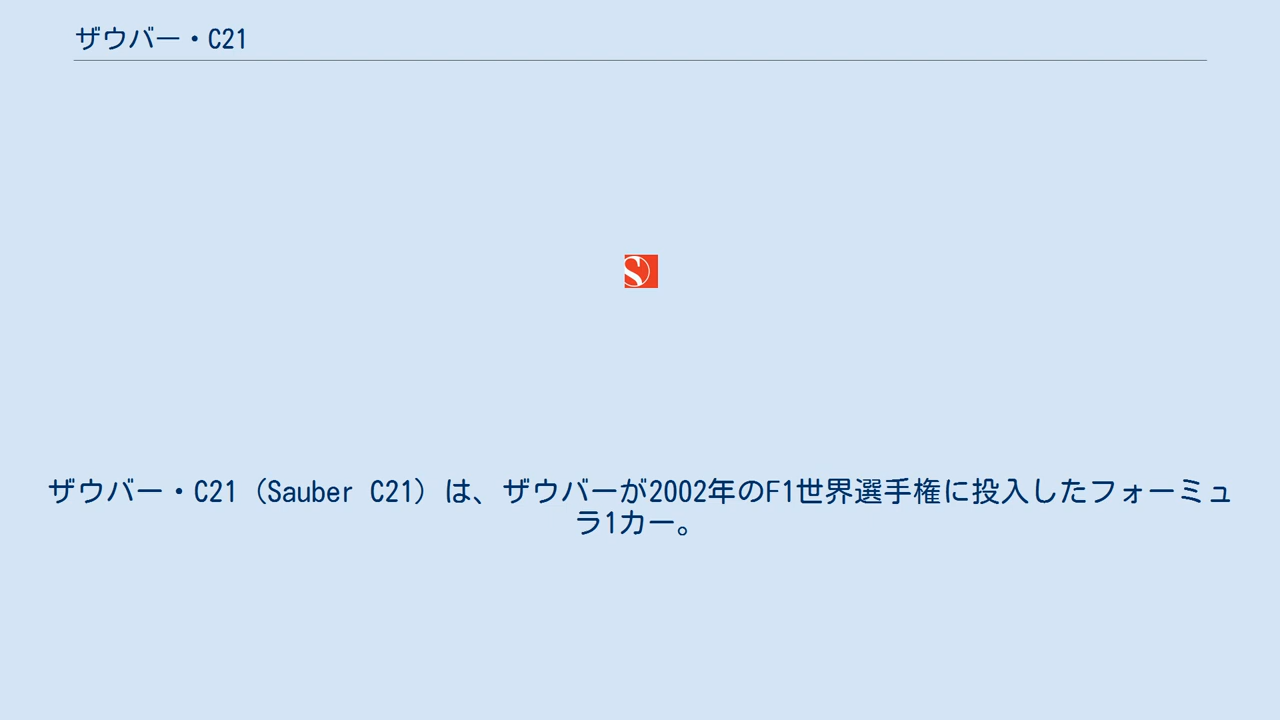 ザウバー・C21
S
ザウバー・C21（Sauber C21）は、ザウバーが2002年のF1世界選手権に投入したフォーミュ
ラ1カー。